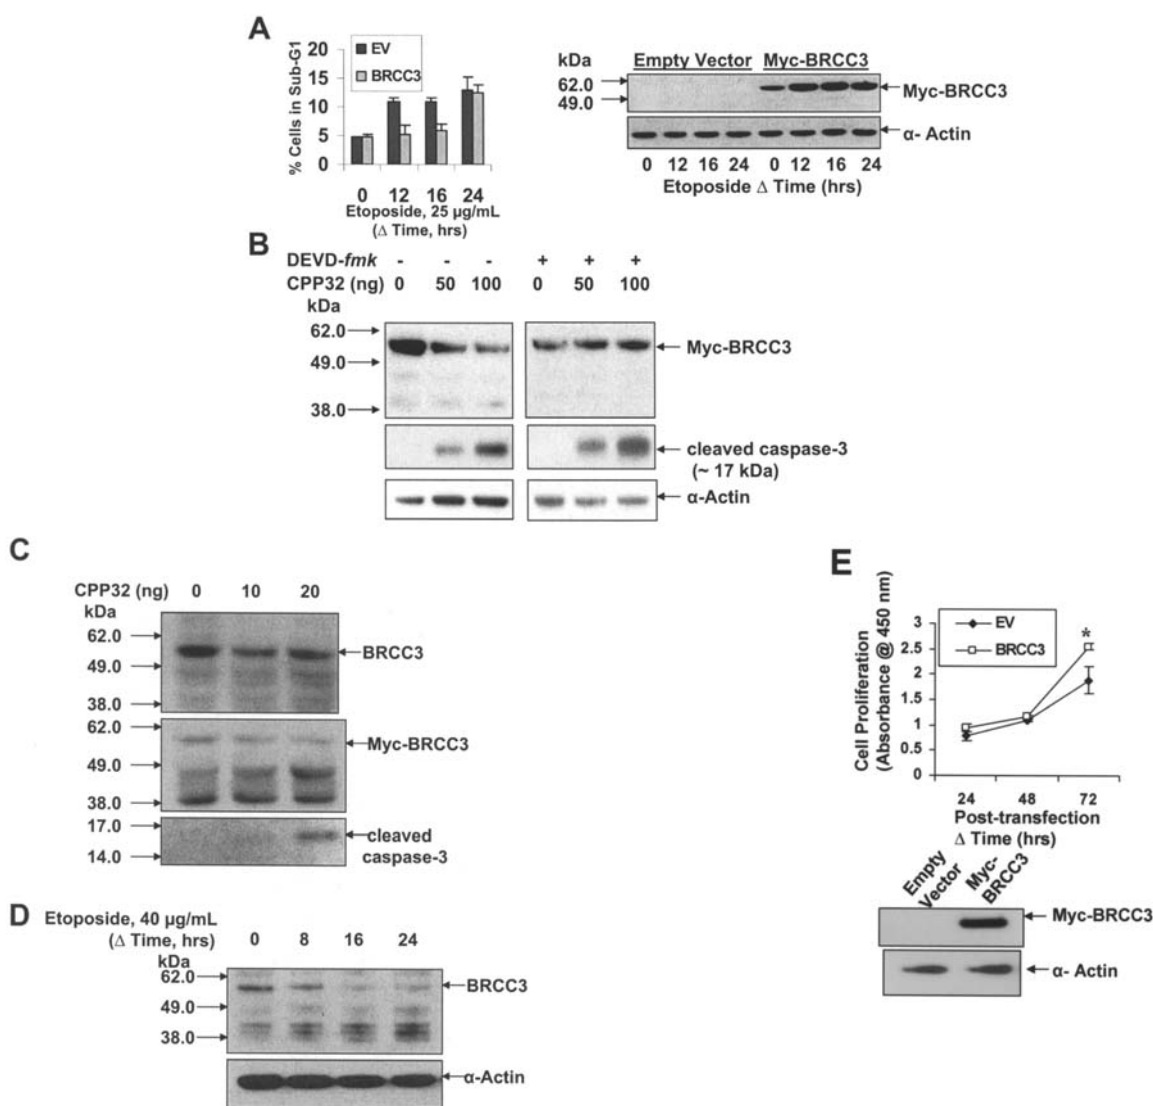 A
% Cells in Sub-G1
20
15
10
5
0
EV
BRCC3
0 12 16 24
Etoposide, 25 µg/mL
(Δ Time, hrs)
kDa
Empty Vector Myc-BRCC3
62.0
49.0
Myc-BRCC3
α- Actin
0 12 16 24 0 12 16 24
Etoposide Δ Time (hrs)
B
DEVD-fmk - - - + + +
CPP32 (ng) 0 50 100 0 50 100
kDa
62.0
49.0
38.0
Myc-BRCC3
cleaved caspase-3
(~ 17 kDa)
α-Actin
C
CPP32 (ng) 0 10 20
kDa
62.0
49.0
38.0
BRCC3
62.0
49.0
38.0
Myc-BRCC3
17.0
14.0
cleaved
caspase-3
D
Etoposide, 40 µg/mL
(Δ Time, hrs) 0 8 16 24
kDa
62.0
49.0
38.0
BRCC3
α-Actin
E
Cell Proliferation
(Absorbance @ 450 nm)
3
2.5
2
1.5
1
0.5
0
EV
BRCC3
*
24 48 72
Post-transfection
Δ Time (hrs)
Empty
Vector
Myc-
BRCC3
Myc-BRCC3
α- Actin